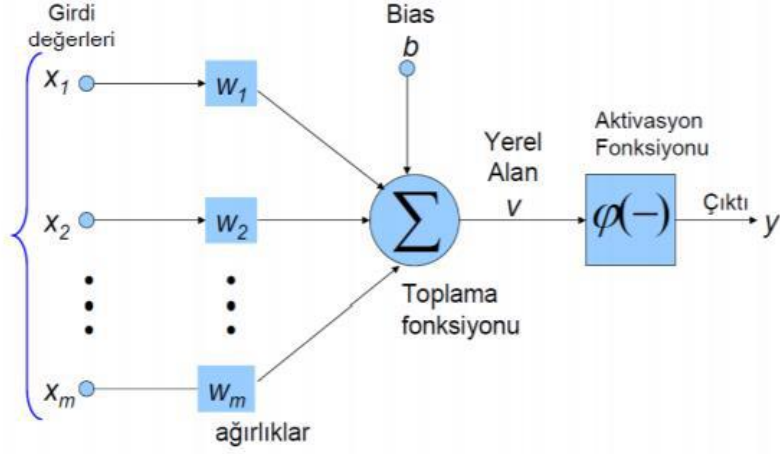 Girdi
değerleri
x1
w1
Bias
b
x2
w2
Σ
Yerel
Alan
v
Aktivasyon
Fonksiyonu
φ(−)
Çıktı
y
Toplama
fonksiyonu
xm
wm
ağırlıklar